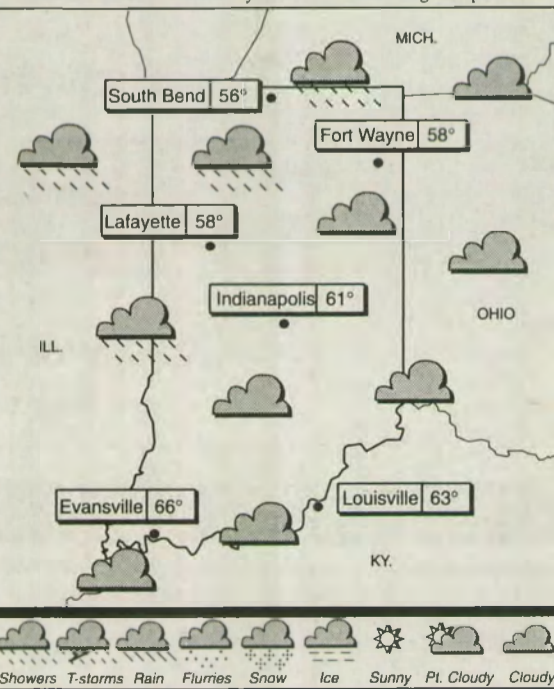 MICH.
South Bend 56°
Fort Wayne 58°
Lafayette 58°
Indianapolis 61°
OHIO
ILL.
Evansville 66°
Louisville 63°
KY.
Showers T-storms Rain Flurries Snow Ice Sunny Pt. Cloudy Cloudy